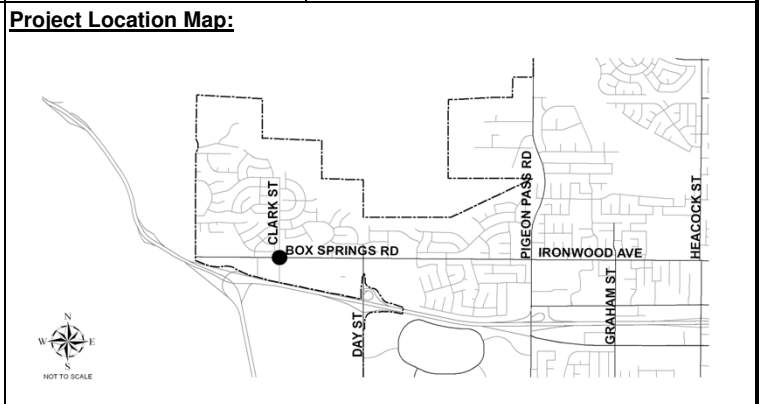 Project Location Map:
CLARK ST
BOX SPRINGS RD
PIGEON PASS RD
IRONWOOD AVE
HEACOCK ST
GRAHAM ST
DAY ST
N
W E
S
NOT TO SCALE